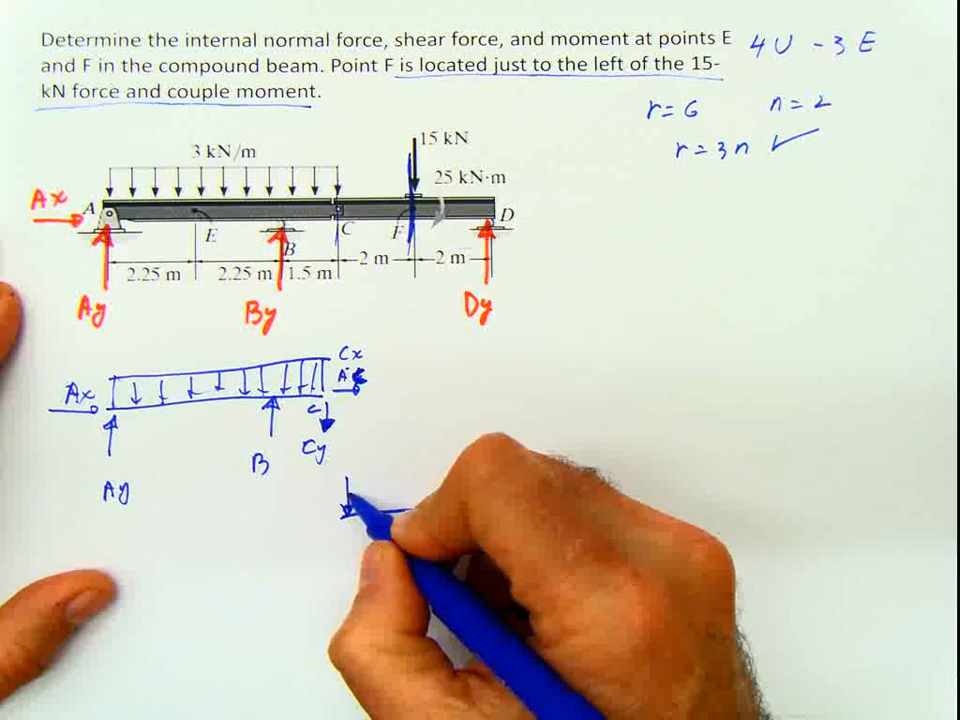 Determine the internal normal force, shear force, and moment at points E
and F in the compound beam. Point F is located just to the left of the 15-
kN force and couple moment.
4U - 3E
r = 6 n = 2
r = 3n
15 kN
3 kN/m
25 kN·m
Ax A
D
E
B
C
F
2.25 m 2.25 m 1.5 m 2 m 2 m
Ay By Dy
Cx
Ax
C
Cy
B
Ay